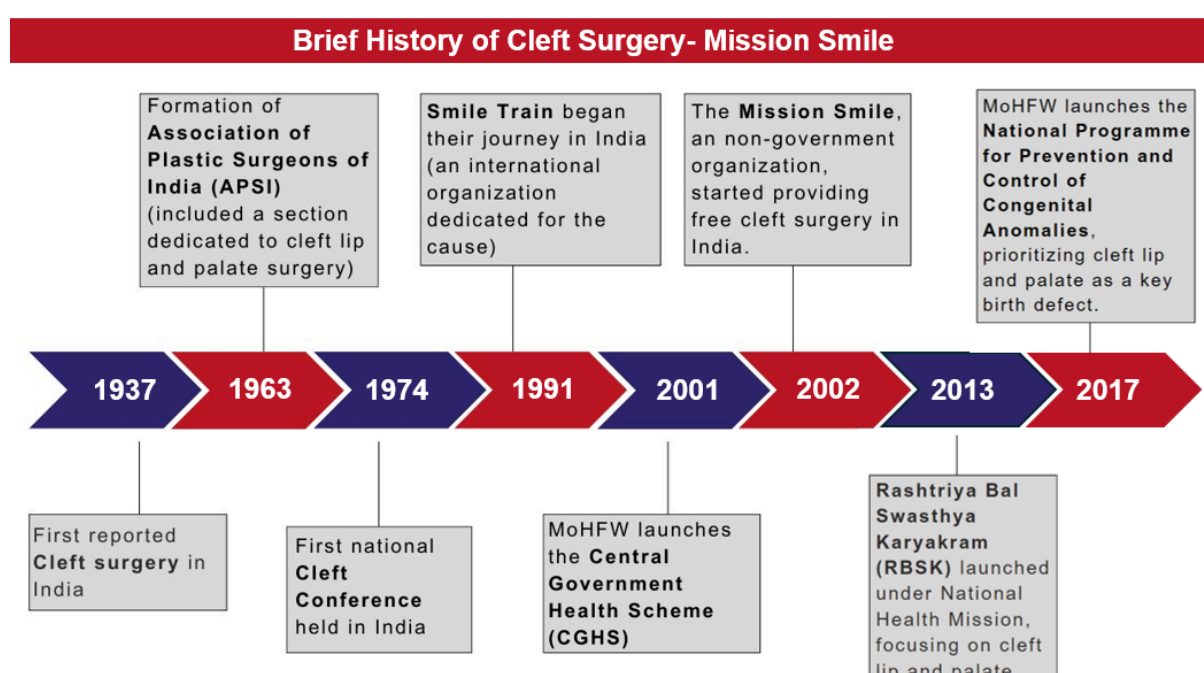 Brief History of Cleft Surgery- Mission Smile
Formation of
Association of
Plastic Surgeons of
India (APSI)
(included a section
dedicated to cleft lip
and palate surgery)
Smile Train began
their journey in India
(an international
organization
dedicated for the
cause)
The Mission Smile,
an non-government
organization,
started providing
free cleft surgery in
India.
MoHFW launches the
National Programme
for Prevention and
Control of
Congenital
Anomalies,
prioritizing cleft lip
and palate as a key
birth defect.
1937
1963
1974
1991
2001
2002
2013
2017
First reported
Cleft surgery in
India
First national
Cleft
Conference
held in India
MoHFW launches
the Central
Government
Health Scheme
(CGHS)
Rashtriya Bal
Swasthya
Karyakram
(RBSK) launched
under National
Health Mission,
focusing on cleft
lip and palate